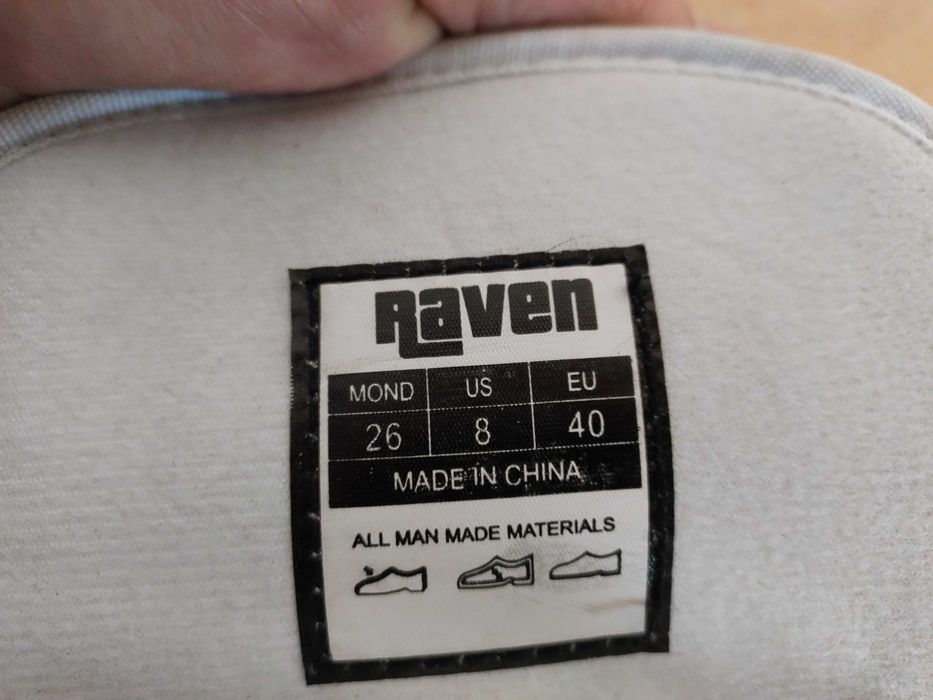 Raven
MOND US EU
26 8 40
MADE IN CHINA
ALL MAN MADE MATERIALS